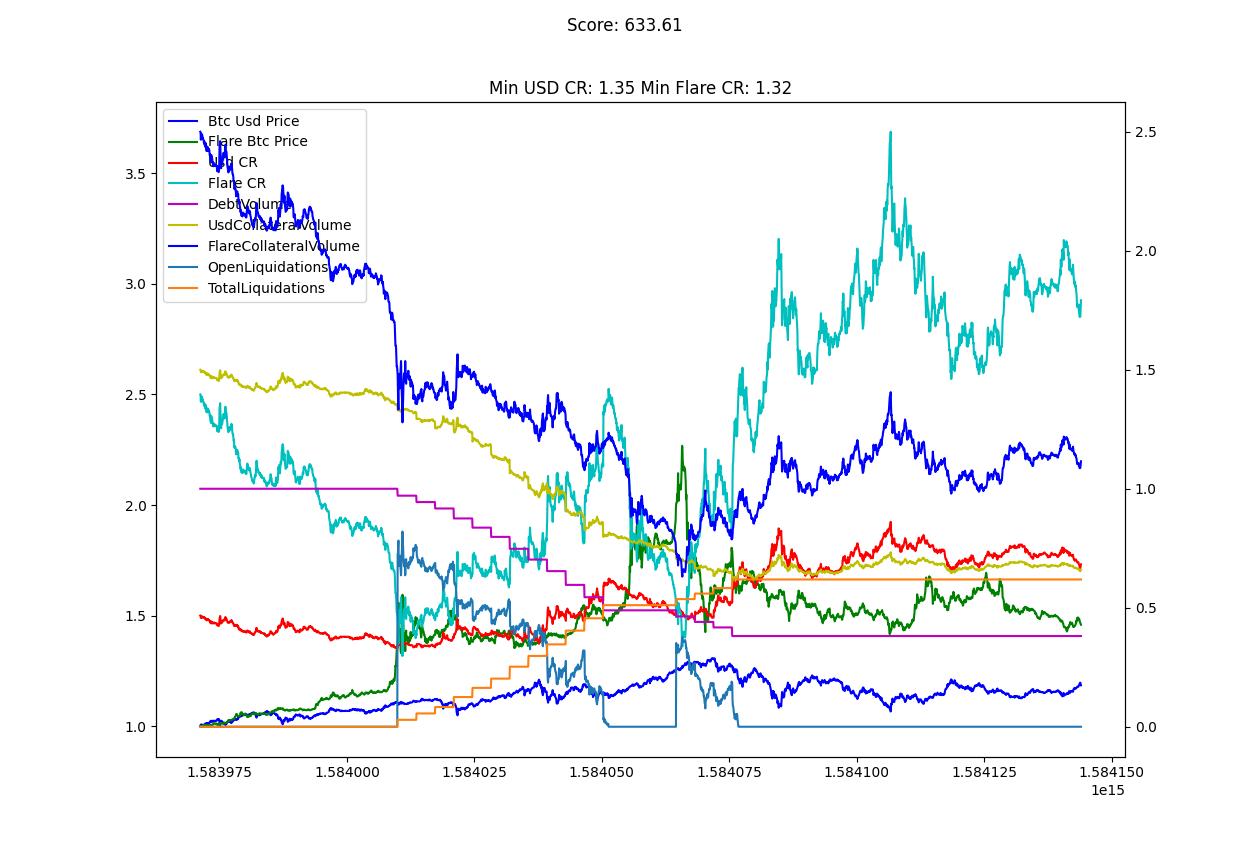 Score: 633.61
Min USD CR: 1.35 Min Flare CR: 1.32
Btc Usd Price
Flare Btc Price
Usd CR
Flare CR
DebtVolume
UsdCollateralVolume
FlareCollateralVolume
OpenLiquidations
TotalLiquidations
3.5
3.0
2.5
2.0
1.5
1.0
2.5
2.0
1.5
1.0
0.5
0.0
1.583975 1.584000 1.584025 1.584050 1.584075 1.584100 1.584125 1.584150
1e15